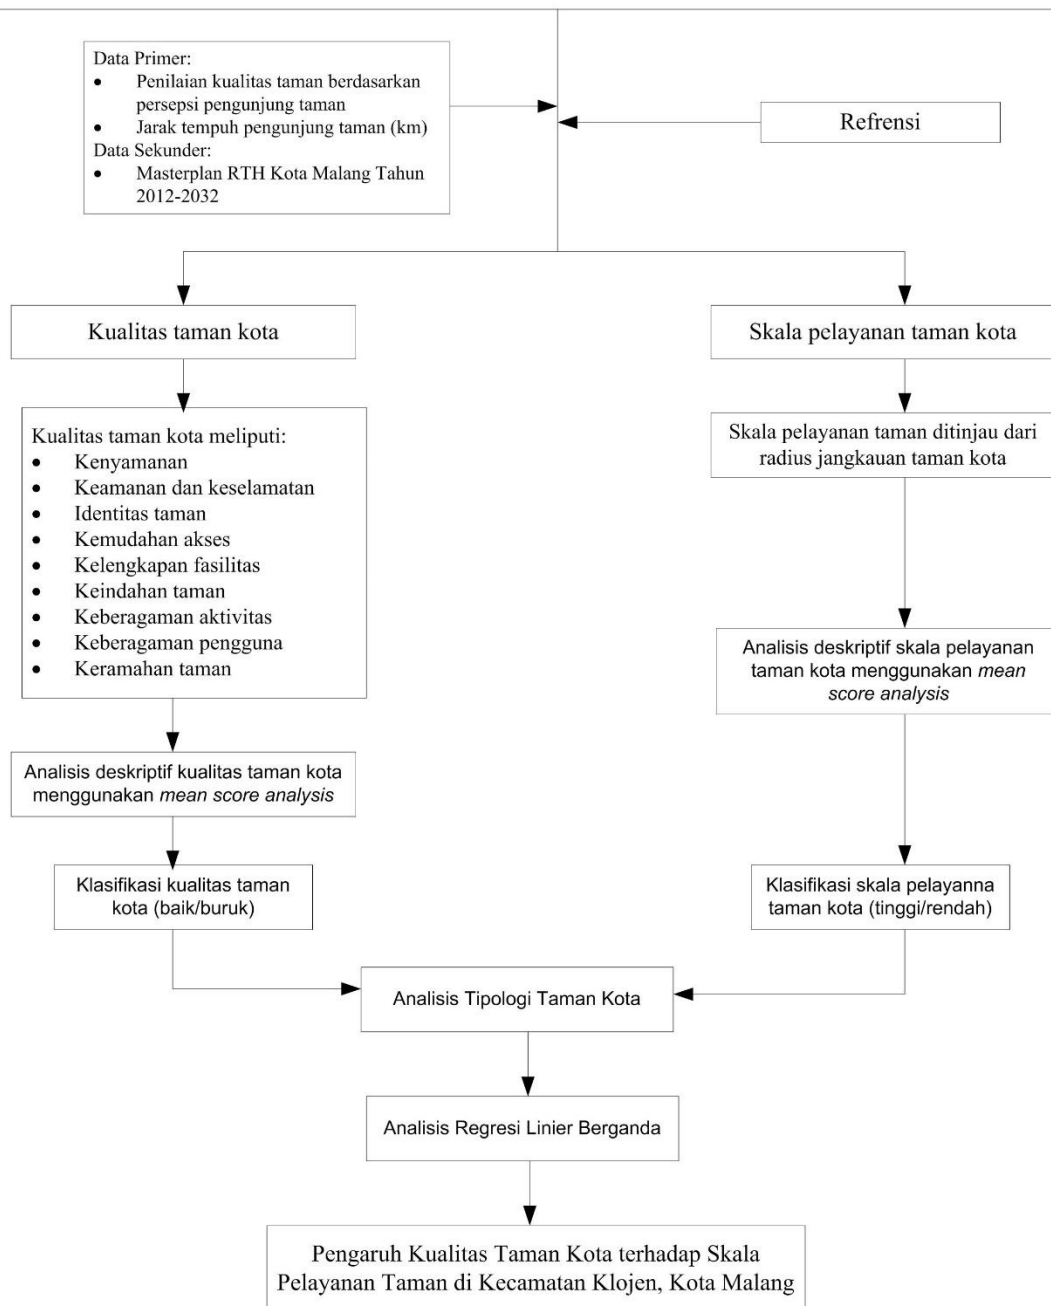 Data Primer:
• Penilaian kualitas taman berdasarkan
persepsi pengunjung taman
• Jarak tempuh pengunjung taman (km)
Data Sekunder:
• Masterplan RTH Kota Malang Tahun
2012-2032
Refrensi
Kualitas taman kota
Skala pelayanan taman kota
Kualitas taman kota meliputi:
• Kenyamanan
• Keamanan dan keselamatan
• Identitas taman
• Kemudahan akses
• Kelengkapan fasilitas
• Keindahan taman
• Keberagaman aktivitas
• Keberagaman pengguna
• Keramahan taman
Skala pelayanan taman ditinjau dari
radius jangkauan taman kota
Analisis deskriptif skala pelayanan
taman kota menggunakan mean
score analysis
Analisis deskriptif kualitas taman kota
menggunakan mean score analysis
Klasifikasi kualitas taman
kota (baik/buruk)
Klasifikasi skala pelayanna
taman kota (tinggi/rendah)
Analisis Tipologi Taman Kota
Analisis Regresi Linier Berganda
Pengaruh Kualitas Taman Kota terhadap Skala
Pelayanan Taman di Kecamatan Klojen, Kota Malang